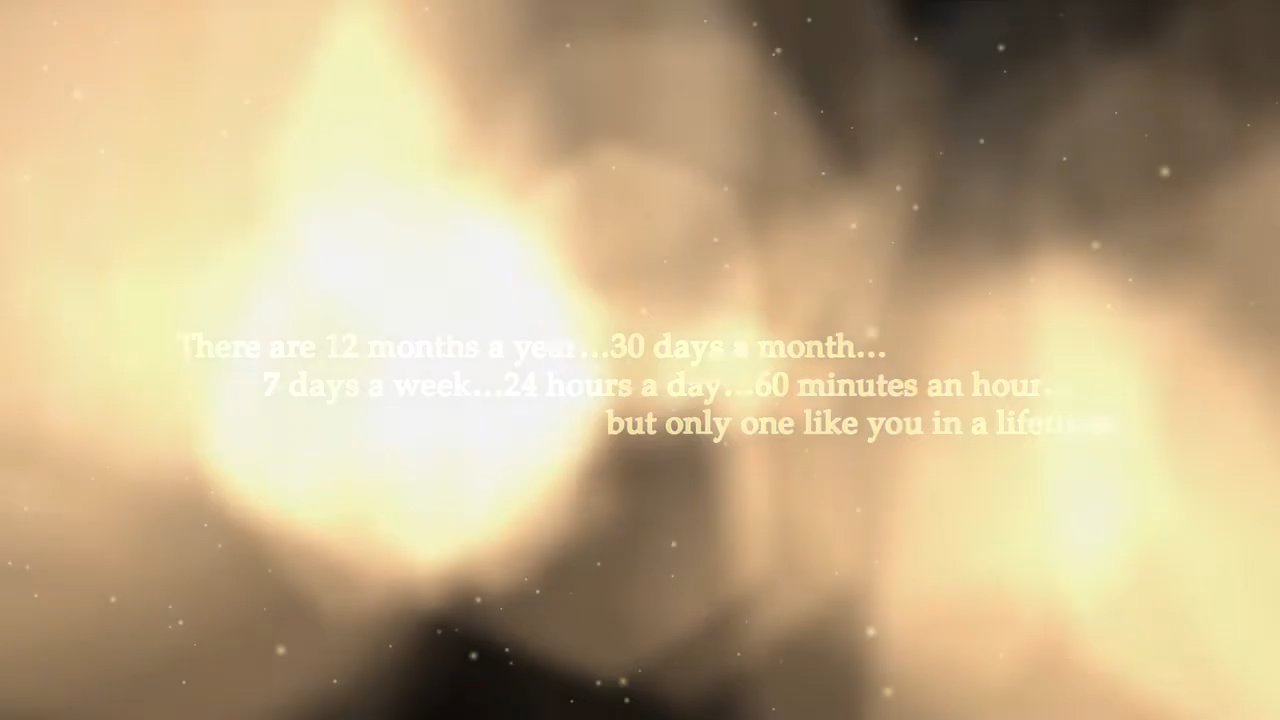 There are 12 months a year...30 days a month...
7 days a week...24 hours a day...60 minutes an hour...
but only one like you in a lifetime